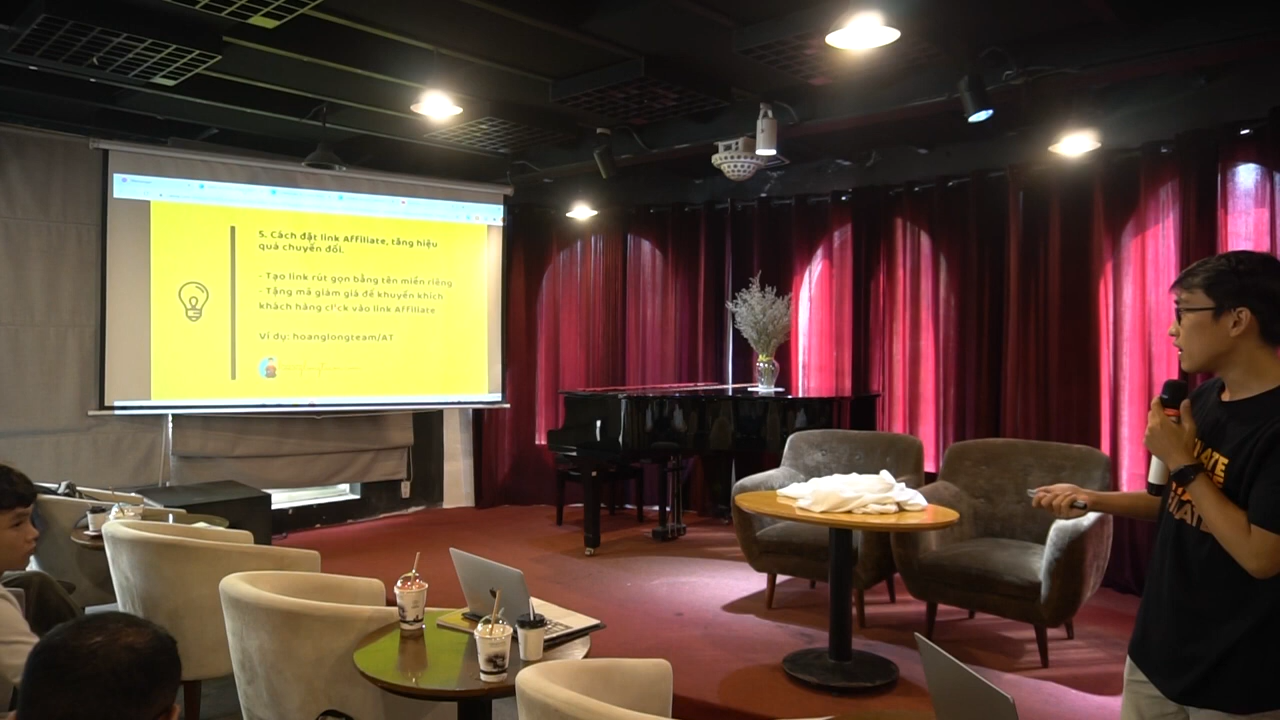 5. Cách đặt link Affiliate, tăng hiệu
quả chuyển đổi.
- Tạo link rút gọn bằng tên miền riêng
- Tặng mã giảm giá để khuyến khích
khách hàng click vào link Affiliate
Ví dụ: hoanglongteam/AT